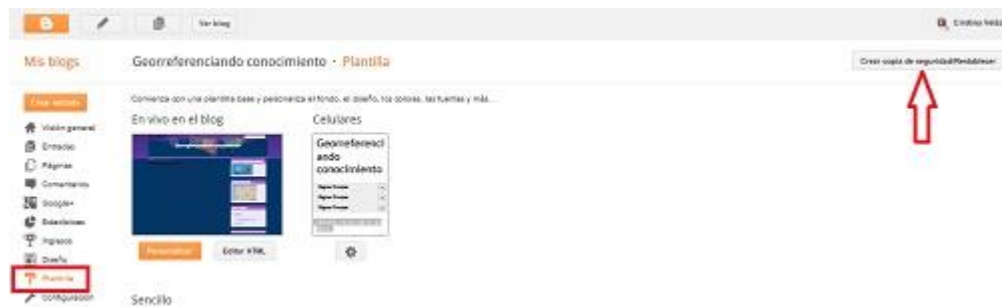 Ver blog
Cristina
Mis blogs
Georreferenciando conocimiento · Plantilla
Crear copia de seguridad/Restablecer
Crear entrada
Comienza con una plantilla base y personaliza el fondo, el diseño, los colores, las fuentes y más.
En vivo en el blog
Celulares
Georreferenci
ando
conocimiento
Visión general
Entradas
Páginas
Comentarios
Google+
Estadísticas
Ingresos
Diseño
Plantilla
Configuración
Personalizar
Editar HTML
Sencillo